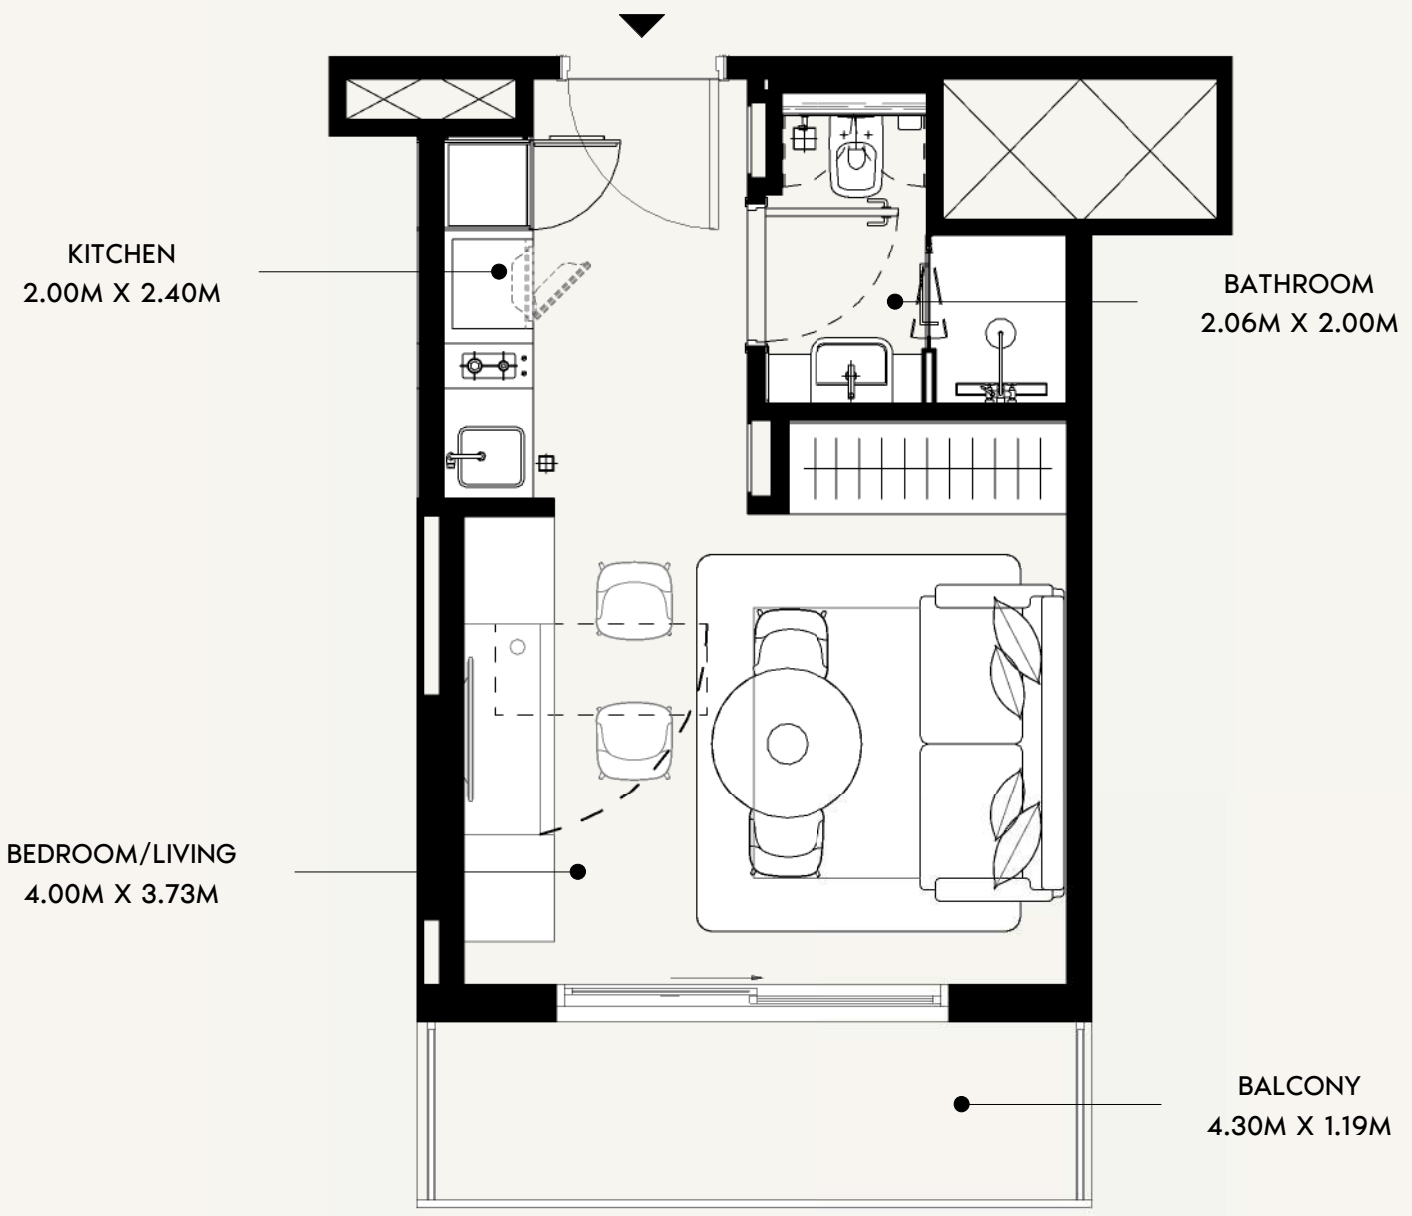 KITCHEN
2.00M X 2.40M
BATHROOM
2.06M X 2.00M
BEDROOM/LIVING
4.00M X 3.73M
BALCONY
4.30M X 1.19M